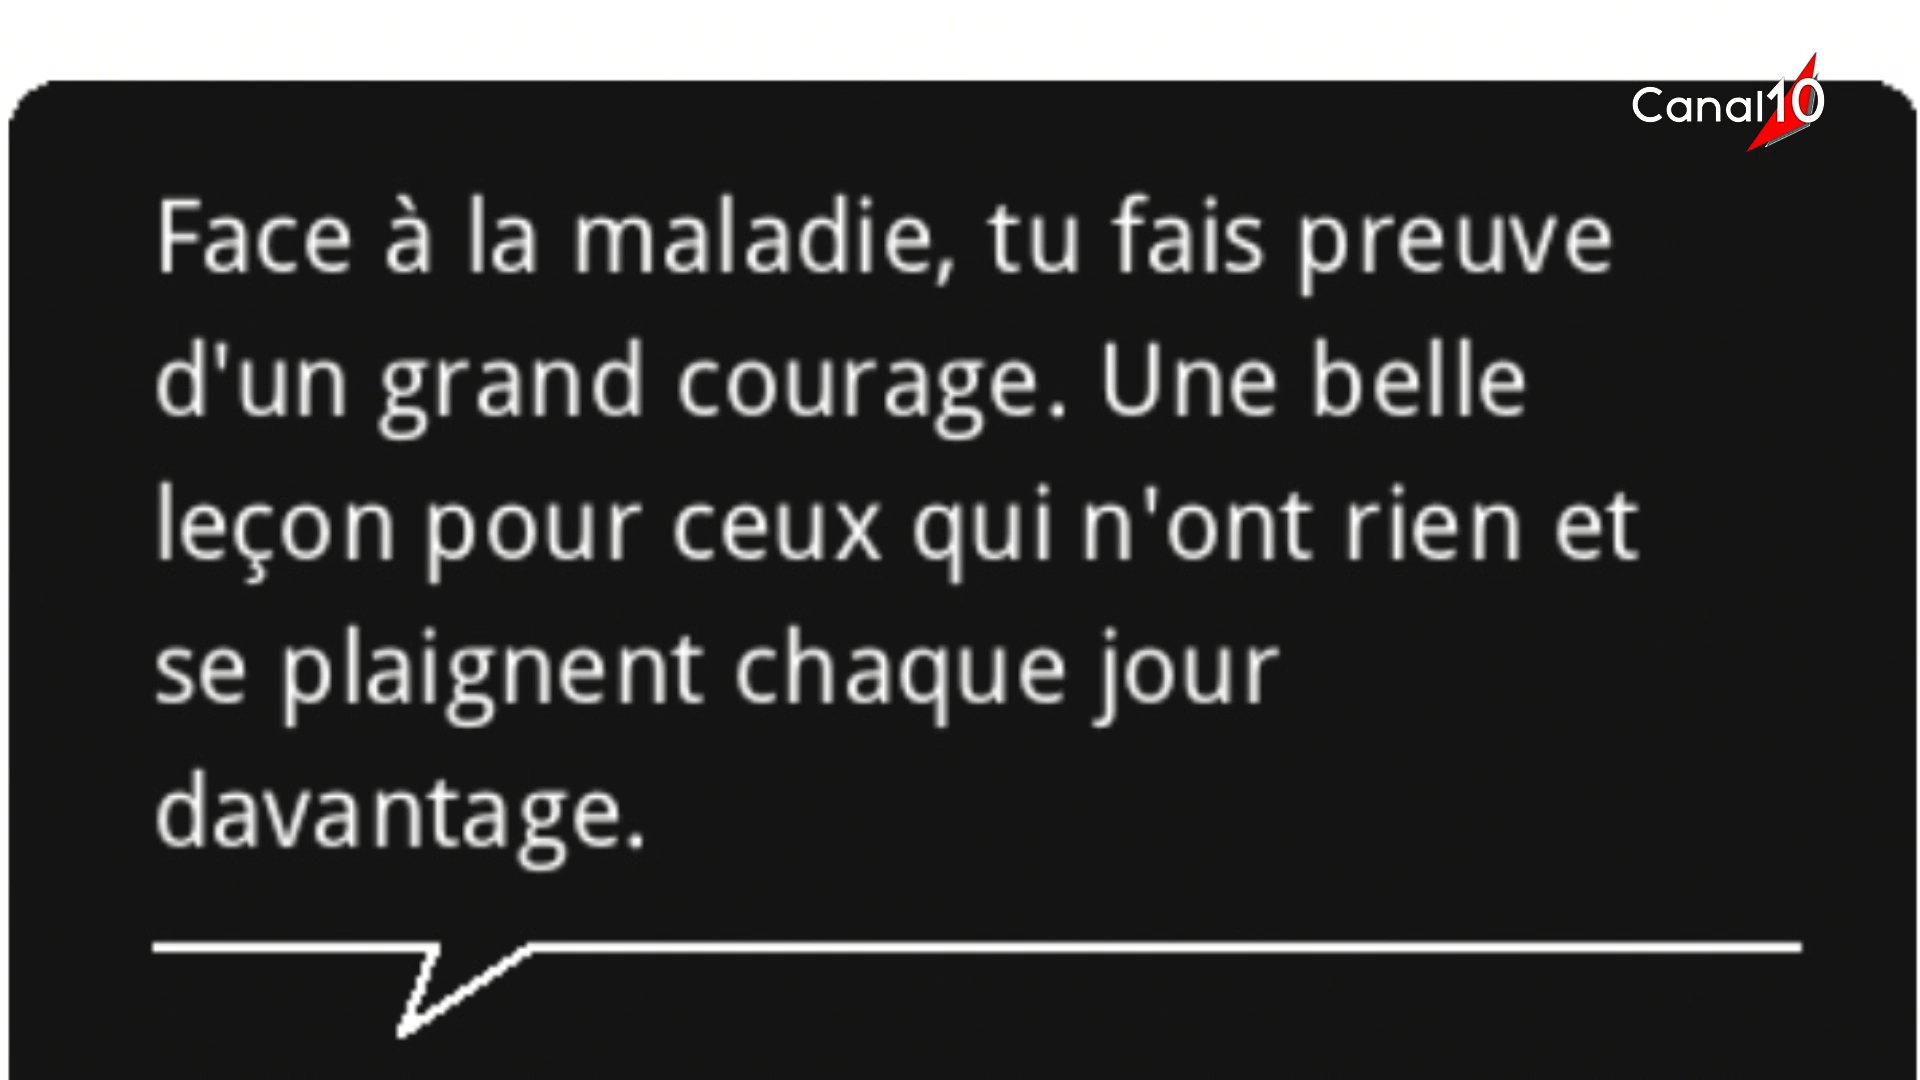 Canal10
Face à la maladie, tu fais preuve
d'un grand courage. Une belle
leçon pour ceux qui n'ont rien et
se plaignent chaque jour
davantage.